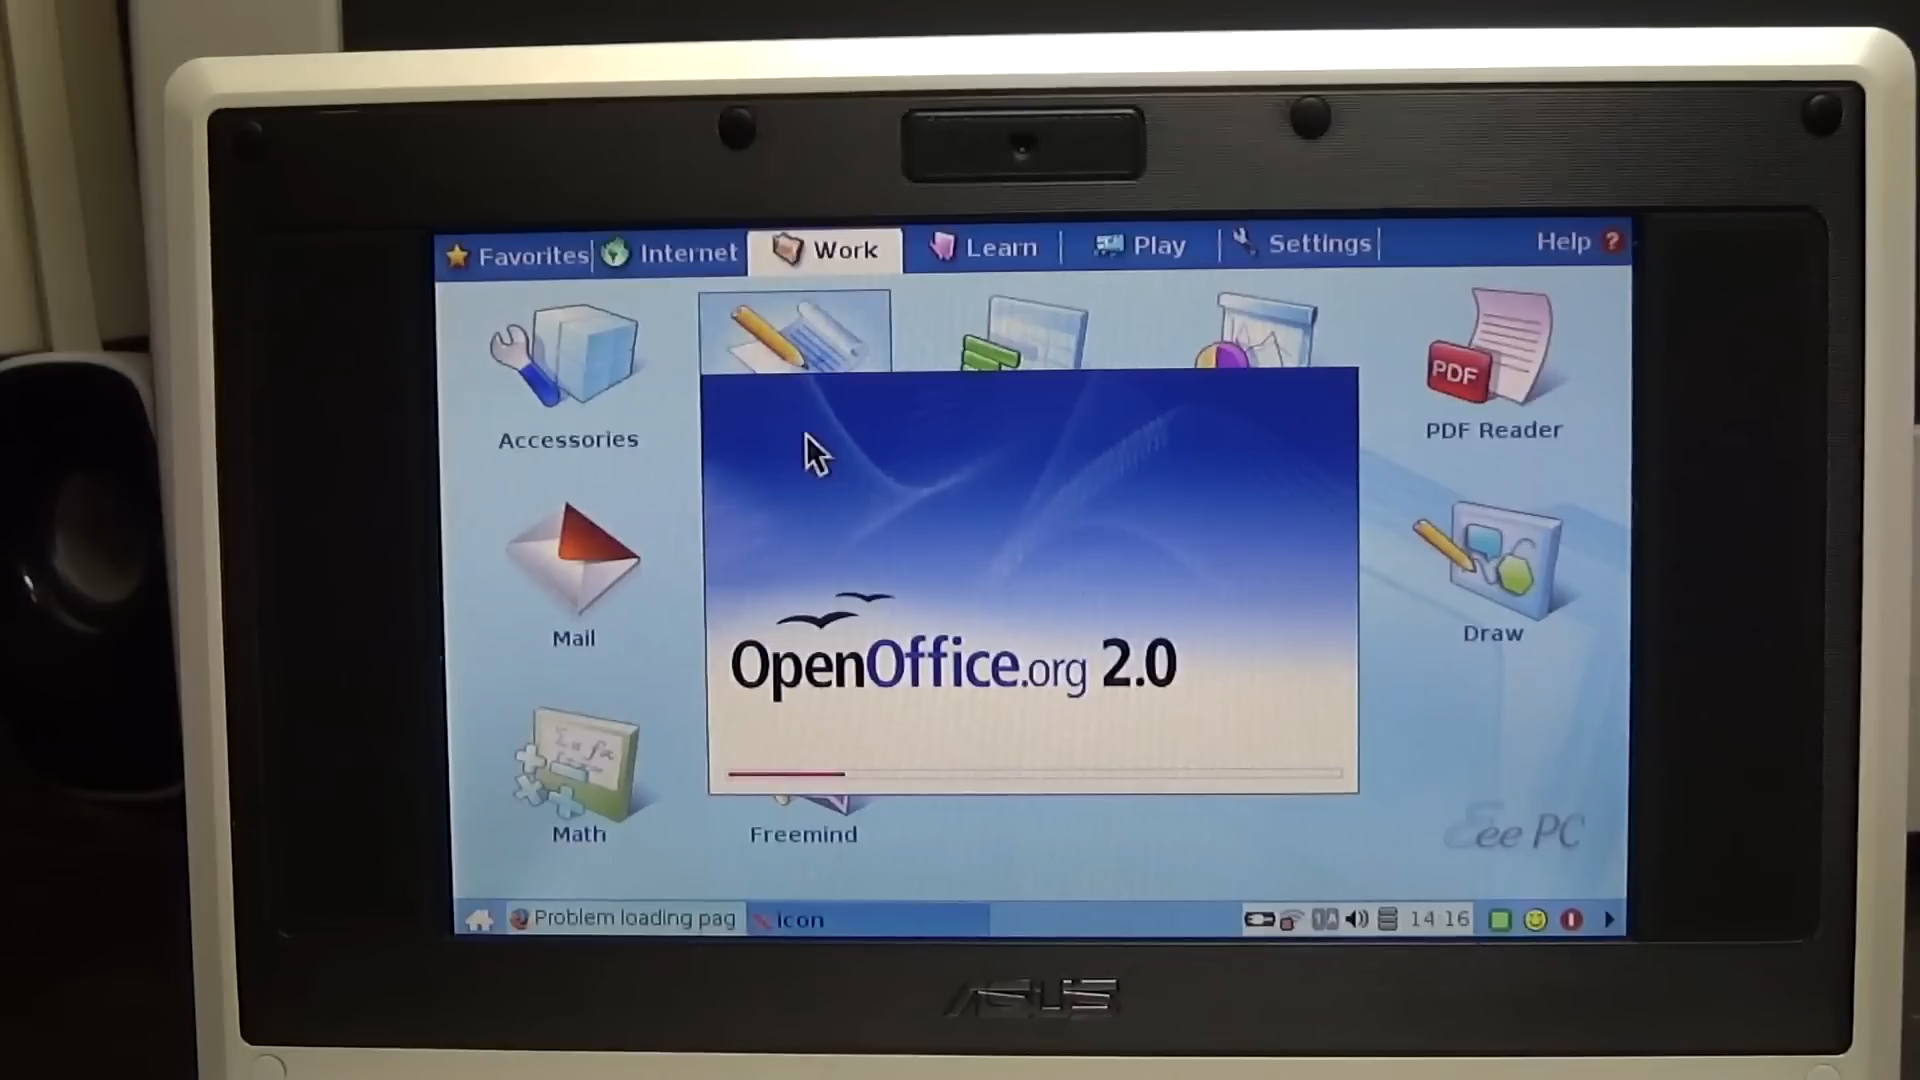 Favorites
Internet
Work
Learn
Play
Settings
Help ?
PDF
Accessories
PDF Reader
OpenOffice.org 2.0
Mail
Draw
Math
Freemind
Eee PC
Problem loading pag
icon
14:16
ASUS